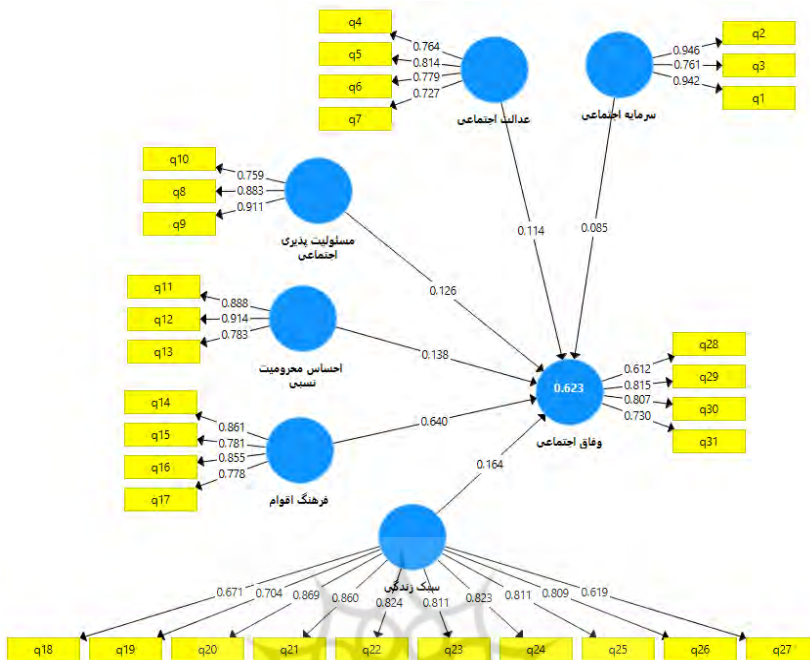 q4
q5
q6
q7
0.764
0.814
0.779
0.727
عدالت اجتماعی
q2
q3
q1
0.946
0.761
0.942
سرمایه اجتماعی
q10
q8
q9
0.759
0.883
0.911
مسئولیت پذیری
اجتماعی
0.114
0.085
0.126
q11
q12
q13
0.888
0.914
0.783
احساس محرومیت
نسبی
0.138
q14
q15
q16
q17
0.861
0.781
0.855
0.778
فرهنگ اقوام
0.640
0.623
وفاق اجتماعی
q28
q29
q30
q31
0.612
0.815
0.807
0.730
0.164
سبک زندگی
0.671
0.704
0.869
0.860
0.824
0.811
0.823
0.811
0.809
0.619
q18
q19
q20
q21
q22
q23
q24
q25
q26
q27